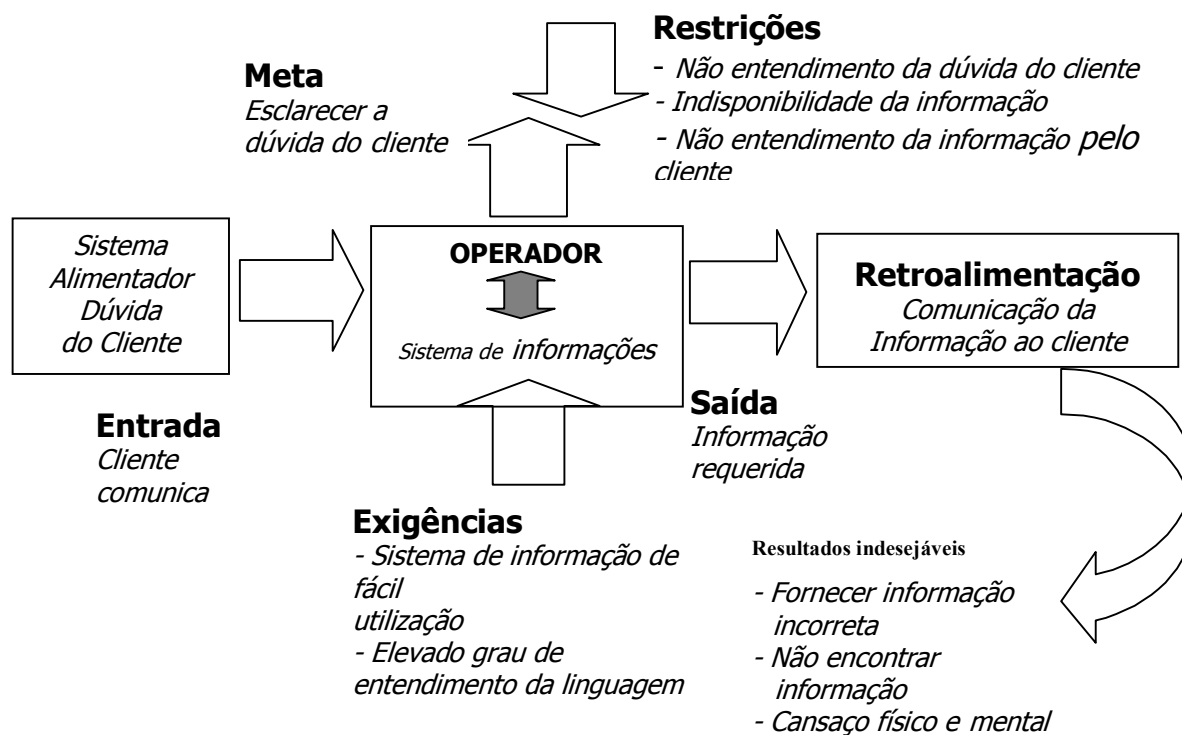 Restrições
- Não entendimento da dúvida do cliente
- Indisponibilidade da informação
- Não entendimento da informação pelo
cliente
Meta
Esclarecer a
dúvida do cliente
Sistema
Alimentador
Dúvida
do Cliente
OPERADOR
Sistema de informações
Retroalimentação
Comunicação da
Informação ao cliente
Entrada
Cliente
comunica
Saída
Informação
requerida
Exigências
- Sistema de informação de
fácil
utilização
- Elevado grau de
entendimento da linguagem
Resultados indesejáveis
- Fornecer informação
incorreta
- Não encontrar
informação
- Cansaço físico e mental